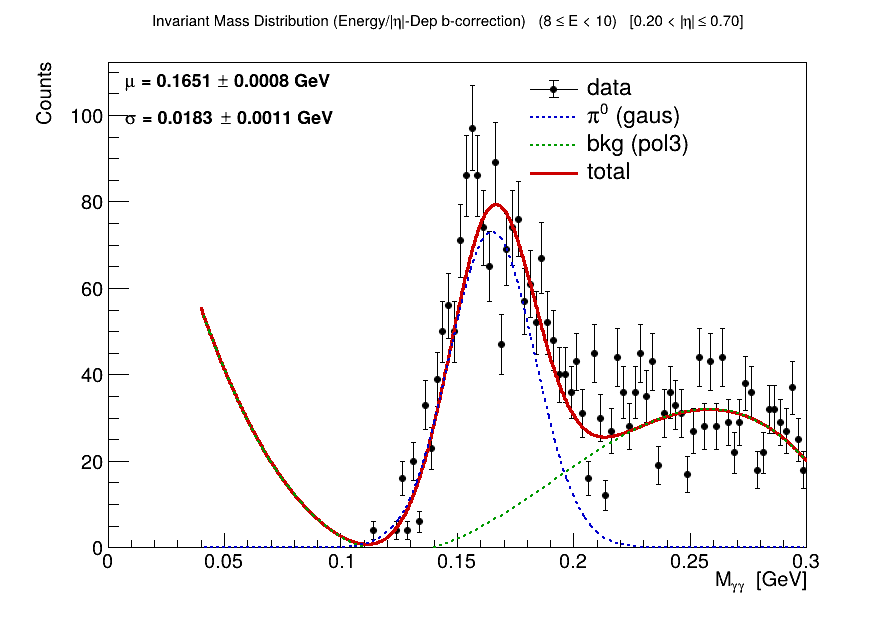 Invariant Mass Distribution (Energy/|η|-Dep b-correction) (8 ≤ E < 10) [0.20 < |η| ≤ 0.70]
Counts
μ = 0.1651 ± 0.0008 GeV
σ = 0.0183 ± 0.0011 GeV
data
π⁰ (gaus)
bkg (pol3)
total
100
80
60
40
20
0
0 0.05 0.1 0.15 0.2 0.25 0.3
M_γγ [GeV]